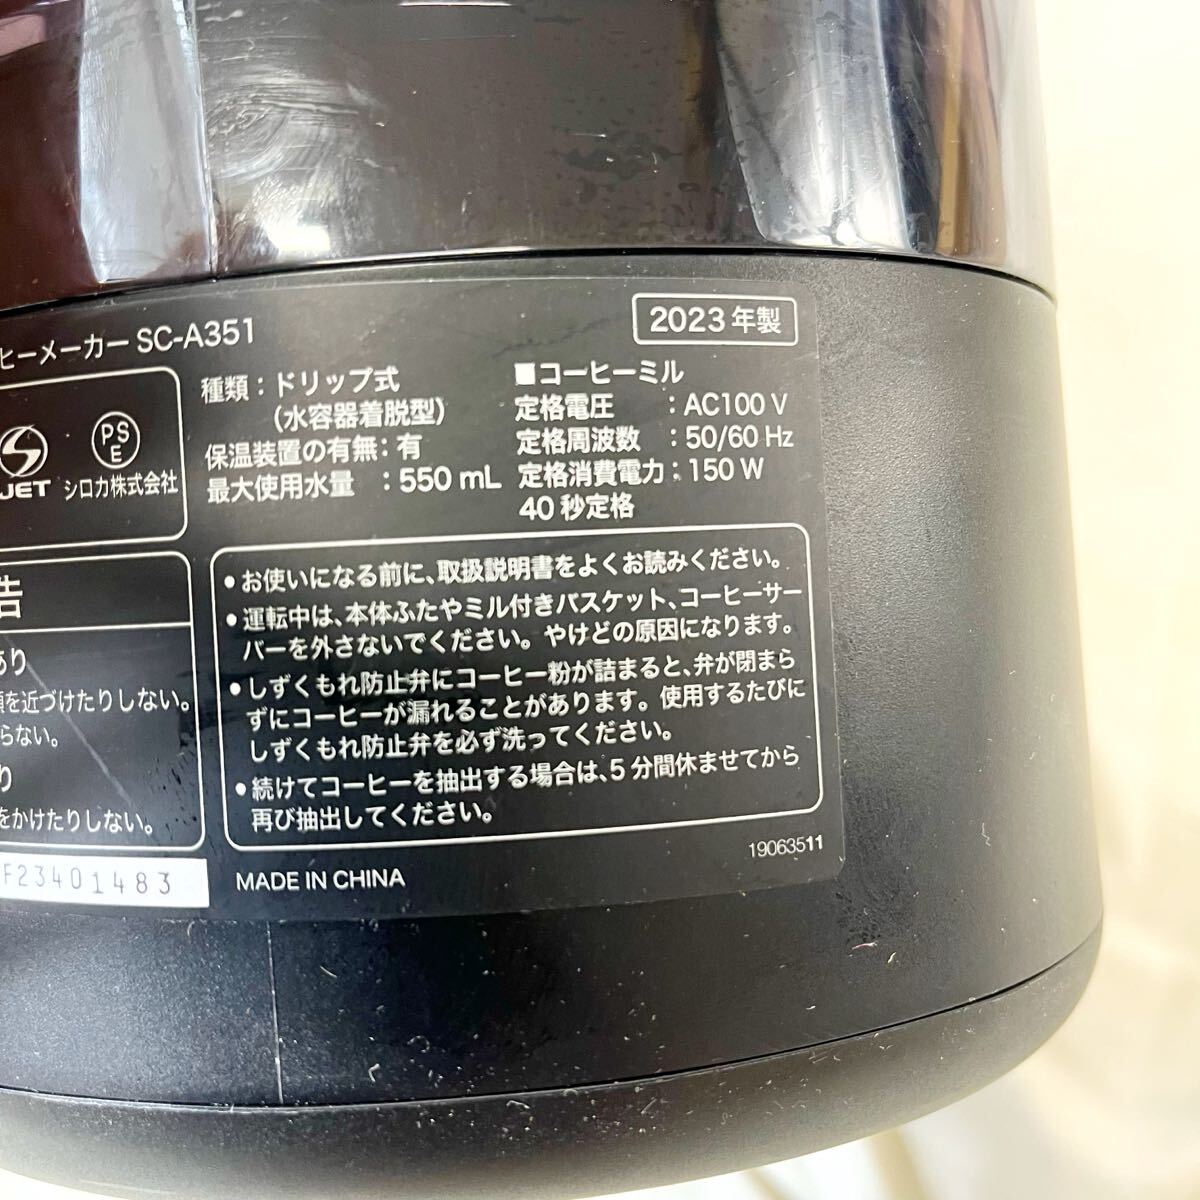 ヒーメーカー SC-A351
2023年製
JET
PS
E
シロカ株式会社
種類：ドリップ式
（水容器着脱型）
保温装置の有無：有
最大使用水量：550 mL
■コーヒーミル
定格電圧：AC100 V
定格周波数：50/60 Hz
定格消費電力：150 W
40秒定格
告
あり
を近づけたりしない。
らない。
り
をかけたりしない。
•お使いになる前に、取扱説明書をよくお読みください。
•運転中は、本体ふたやミル付きバスケット、コーヒーサー
バーを外さないでください。やけどの原因になります。
•しずくもれ防止弁にコーヒー粉が詰まると、弁が閉まら
ずにコーヒーが漏れることがあります。使用するたびに
しずくもれ防止弁を必ず洗ってください。
•続けてコーヒーを抽出する場合は、5分間休ませてから
再び抽出してください。
19063511
F23401483
MADE IN CHINA